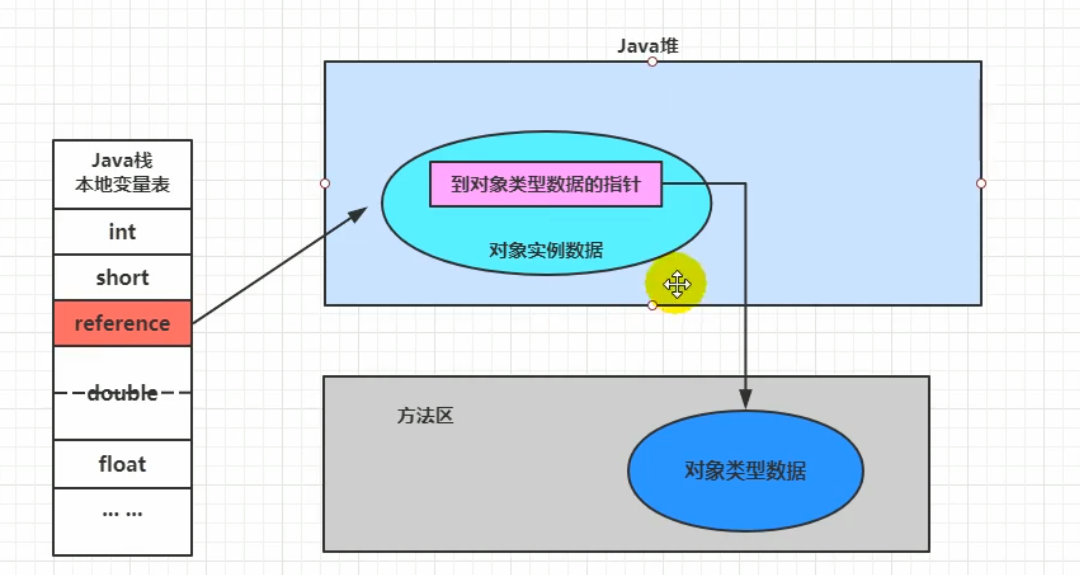 Java堆
Java栈
本地变量表
int
short
reference
double
float
... ...
到对象类型数据的指针
对象实例数据
方法区
对象类型数据